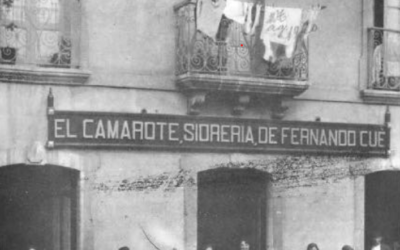 EL CAMAROTE, SIDRERIA, DE FERNANDO CUE